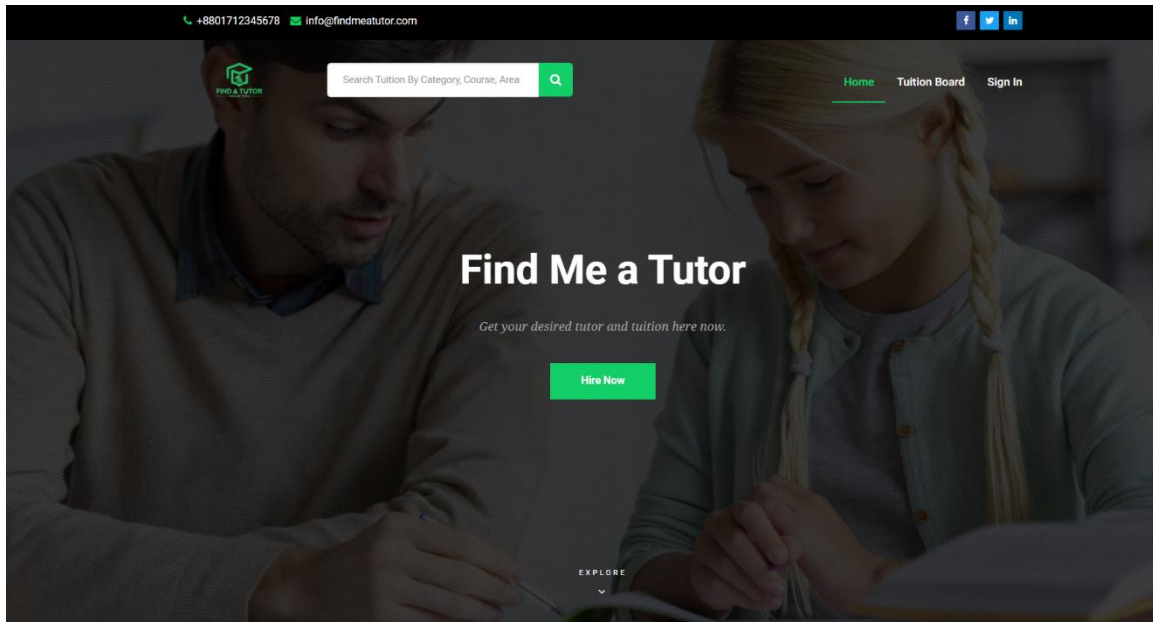 +8801712345678 info@findmeatutor.com
f in
FIND A TUTOR
Search Tuition By Category, Course, Area
Home Tuition Board Sign In
Find Me a Tutor
Get your desired tutor and tuition here now.
Hire Now
EXPLORE